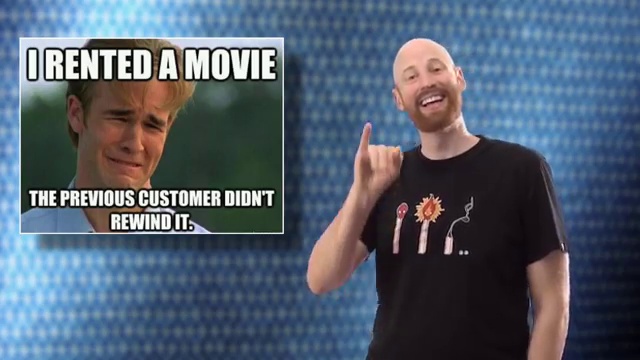 I RENTED A MOVIE
THE PREVIOUS CUSTOMER DIDN'T
REWIND IT.